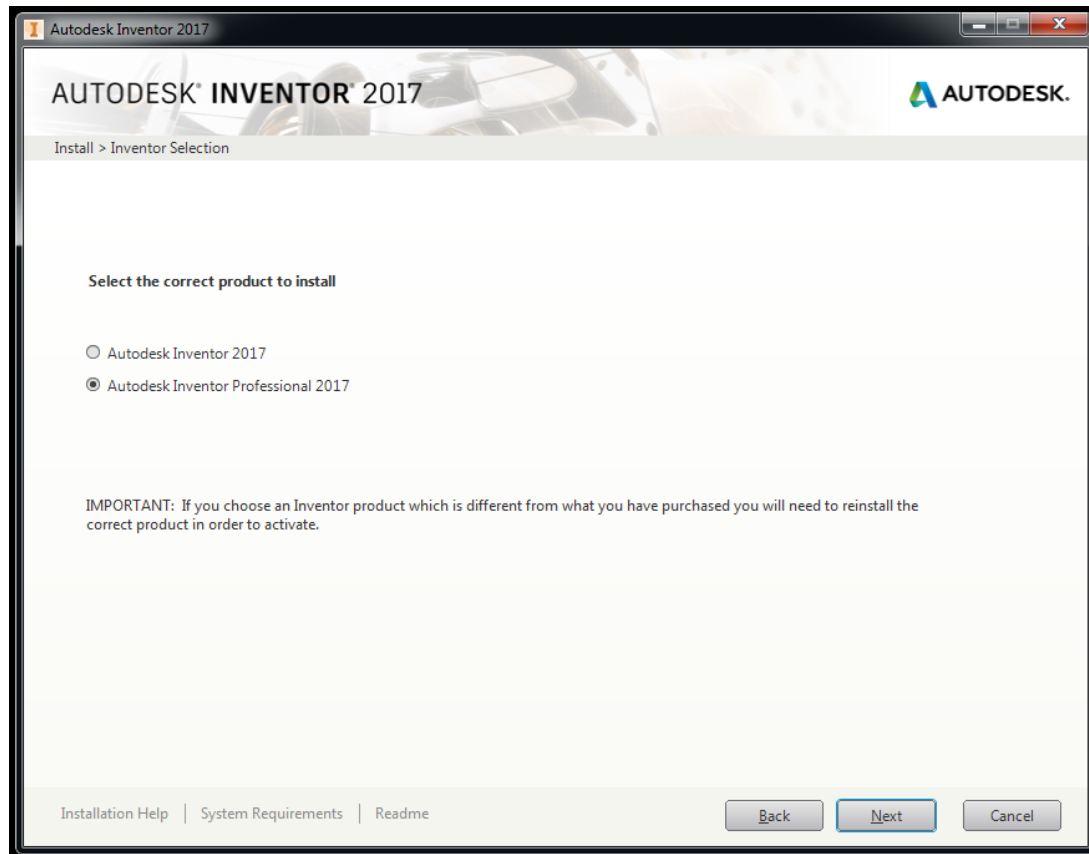 Autodesk Inventor 2017
AUTODESK® INVENTOR® 2017
AUTODESK.
Install > Inventor Selection
Select the correct product to install
Autodesk Inventor 2017
Autodesk Inventor Professional 2017
IMPORTANT: If you choose an Inventor product which is different from what you have purchased you will need to reinstall the
correct product in order to activate.
Installation Help | System Requirements | Readme
Back Next Cancel